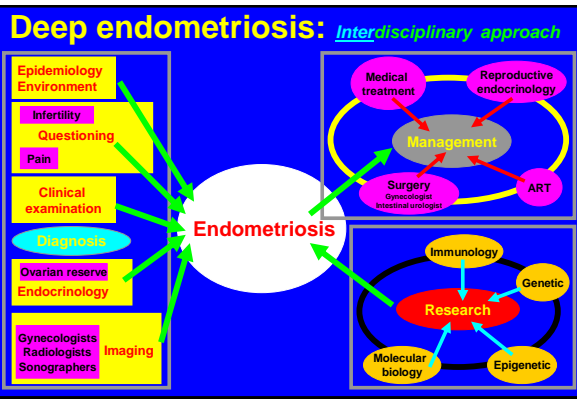 Deep endometriosis: Interdisciplinary approach
Epidemiology
Environment
Infertility
Questioning
Pain
Clinical
examination
Diagnosis
Ovarian reserve
Endocrinology
Gynecologists
Radiologists
Sonographers
Imaging
Endometriosis
Medical
treatment
Reproductive
endocrinology
Management
Surgery
Gynecologist
Intestinal urologist
ART
Immunology
Genetic
Research
Molecular
biology
Epigenetic